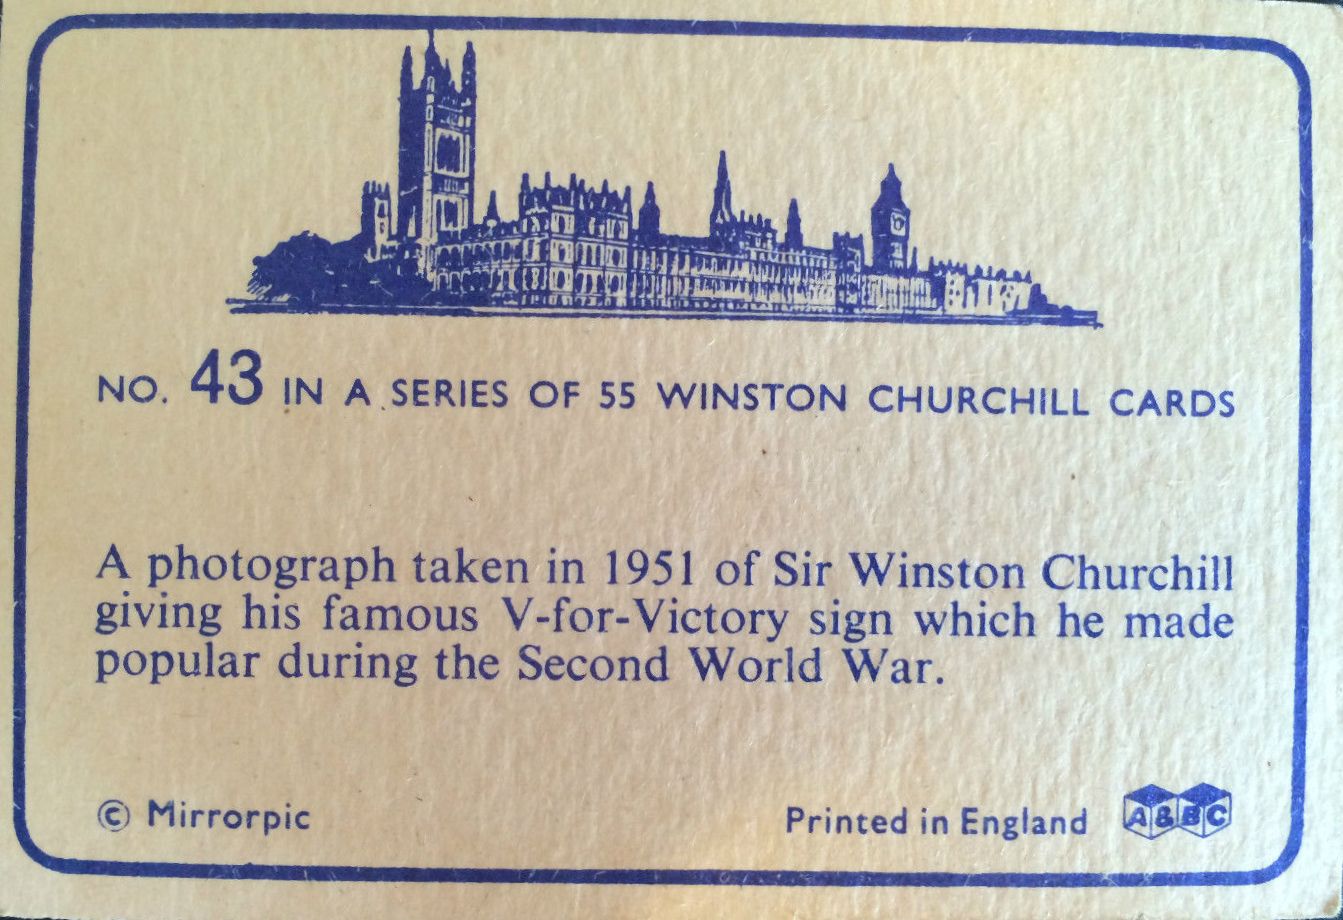 NO. 43 IN A SERIES OF 55 WINSTON CHURCHILL CARDS
A photograph taken in 1951 of Sir Winston Churchill
giving his famous V-for-Victory sign which he made
popular during the Second World War.
© Mirrorpic
Printed in England A&BC